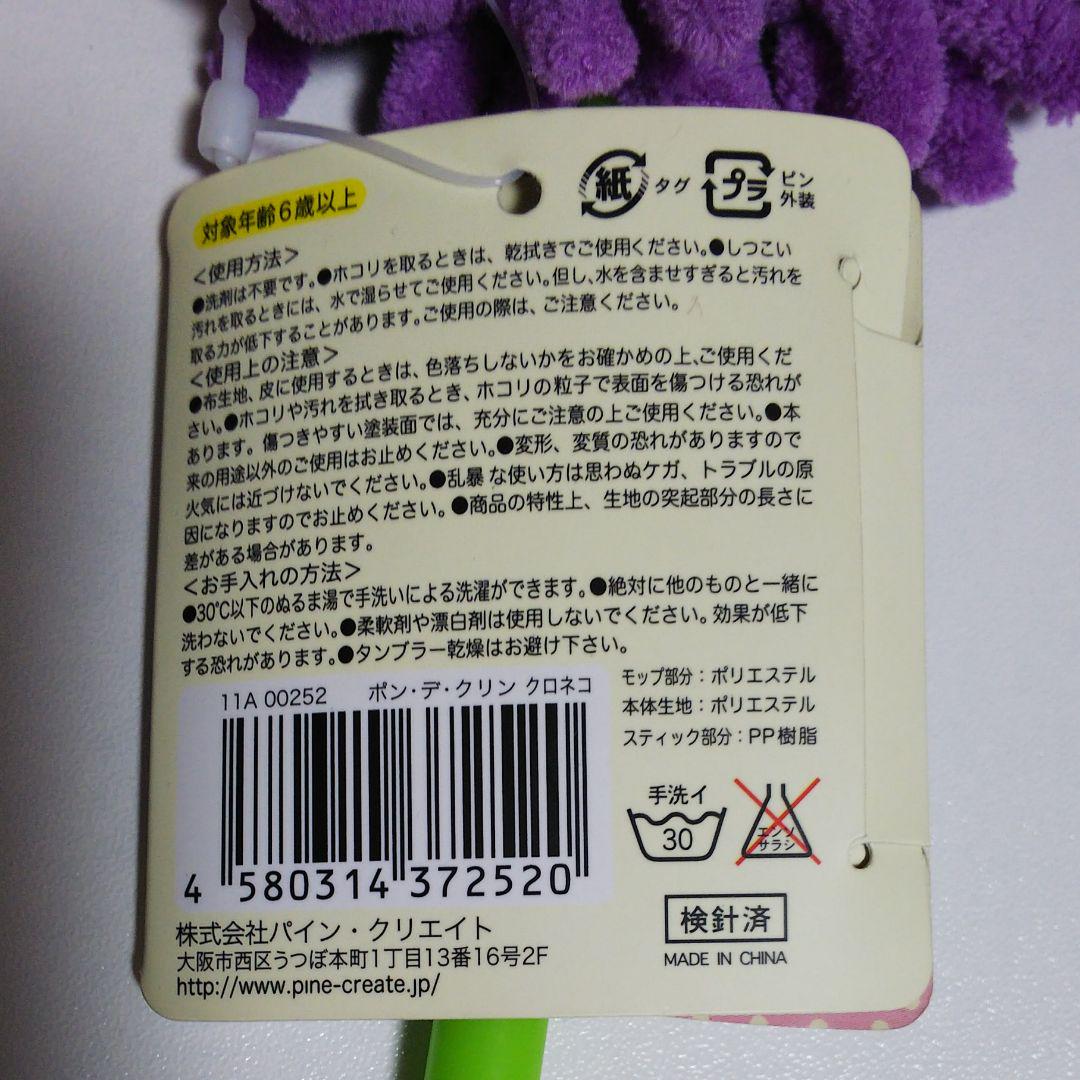 紙 タグ プラ ピン
外装
対象年齢6歳以上
＜使用方法＞
●洗剤は不要です。●ホコリを取るときは、乾拭きでご使用ください。●しつこい
汚れを取るときには、水で湿らせてご使用ください。但し、水を含ませすぎると汚れを
取る力が低下することがあります。ご使用の際は、ご注意ください。
＜使用上の注意＞
●布生地、皮に使用するときは、色落ちしないかをお確かめの上、ご使用くだ
さい。●ホコリや汚れを拭き取るとき、ホコリの粒子で表面を傷つける恐れが
あります。傷つきやすい塗装面では、充分にご注意の上ご使用ください。●本
来の用途以外のご使用はお止めください。●変形、変質の恐れがありますので
火気には近づけないでください。●乱暴な使い方は思わぬケガ、トラブルの原
因になりますのでお止めください。●商品の特性上、生地の突起部分の長さに
差がある場合があります。
＜お手入れの方法＞
●30℃以下のぬるま湯で手洗いによる洗濯ができます。●絶対に他のものと一緒に
洗わないでください。●柔軟剤や漂白剤は使用しないでください。効果が低下
する恐れがあります。●タンブラー乾燥はお避け下さい。
11A 00252 ポン・デ・クリン クロネコ
4 580314 372520
モップ部分：ポリエステル
本体生地：ポリエステル
スティック部分：PP樹脂
手洗イ
30
エンソ
サラシ
検針済
MADE IN CHINA
株式会社パイン・クリエイト
大阪市西区うつぼ本町1丁目13番16号2F
http://www.pine-create.jp/